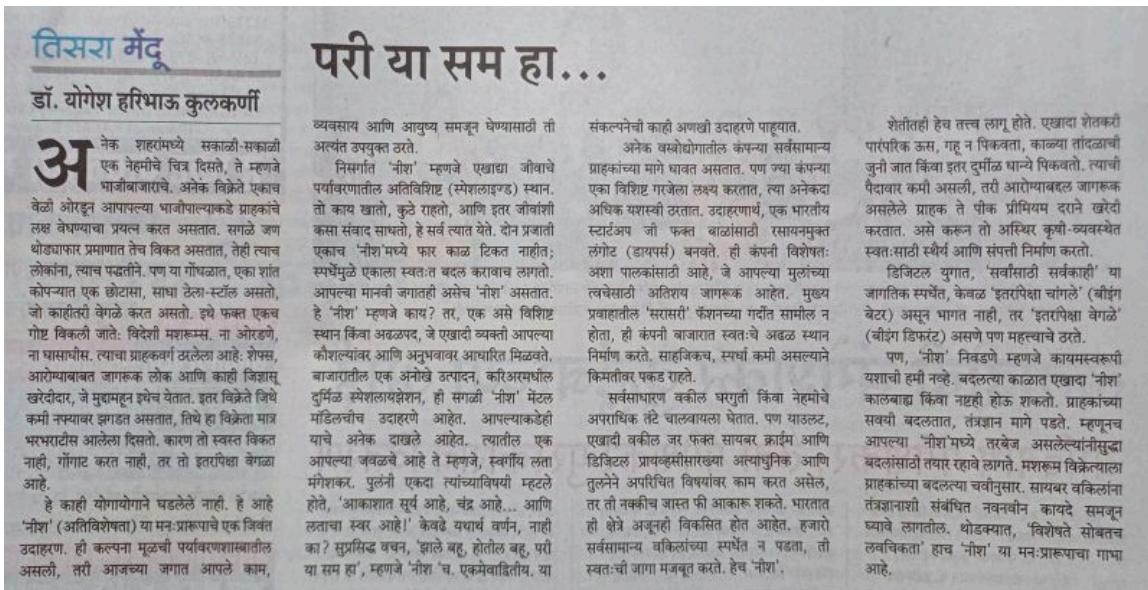 तिसरा मेंदू
डॉ. योगेश हरिभाऊ कुलकर्णी
परी या सम हा...
अनेक शहरांमध्ये सकाळी-सकाळी
एक नेहमीचे चित्र दिसते, ते म्हणजे
भाजीबाजाराचे. अनेक विक्रेते एकाच
वेळी ओरडून आपापल्या भाजीपाल्याकडे ग्राहकांचे
लक्ष वेधण्याचा प्रयत्न करत असतात. सगळे जण
थोड्याफार प्रमाणात तेच विकत असतात, तेही त्याच
लोकांना, त्याच पद्धतीने. पण या गोंधळात, एका शांत
कोपऱ्यात एक छोटासा, साधा ठेला-स्टॉल असतो,
जो काहीतरी वेगळे करत असतो. इथे फक्त एकच
गोष्ट विकली जाते: विदेशी मशरूम्स. ना ओरडणे,
ना घासाघीस. त्याचा ग्राहकवर्ग ठरलेला आहे: शेफ्स,
आरोग्याबाबत जागरूक लोक आणि काही जिज्ञासू
खरेदीदार, जे मुद्दामहून इथेच येतात. इतर विक्रेते जिथे
कमी नफ्यावर झगडत असतात, तिथे हा विक्रेता मात्र
भरभराटीस आलेला दिसतो. कारण तो स्वस्त विकत
नाही, गोंगाट करत नाही, तर तो इतरांपेक्षा वेगळा
आहे.
हे काही योगायोगाने घडलेले नाही. हे आहे
'नीश' (अतिविशेषता) या मनःप्रारूपाचे एक जिवंत
उदाहरण. ही कल्पना मूळची पर्यावरणशास्त्रातील
असली, तरी आजच्या जगात आपले काम,
व्यवसाय आणि आयुष्य समजून घेण्यासाठी ती
अत्यंत उपयुक्त ठरते.
निसर्गात 'नीश' म्हणजे एखाद्या जीवाचे
पर्यावरणातील अतिविशिष्ट (स्पेशलाइज्ड) स्थान.
तो काय खातो, कुठे राहतो, आणि इतर जीवांशी
कसा संवाद साधतो, हे सर्व त्यात येते. दोन प्रजाती
एकाच 'नीश'मध्ये फार काळ टिकत नाहीत;
स्पर्धेमुळे एकाला स्वतःत बदल करावाच लागतो.
आपल्या मानवी जगातही असेच 'नीश' असतात.
हे 'नीश' म्हणजे काय? तर, एक असे विशिष्ट
स्थान किंवा अढळपद, जे एखादी व्यक्ती आपल्या
कौशल्यांवर आणि अनुभवावर आधारित मिळवते.
बाजारातील एक अनोखे उत्पादन, करिअरमधील
दुर्मिळ स्पेशलायझेशन, ही सगळी 'नीश' मेंटल
मॉडेलचीच उदाहरणे आहेत. आपल्याकडेही
याचे अनेक दाखले आहेत. त्यातील एक
आपल्या जवळचे आहे ते म्हणजे, स्वर्गीय लता
मंगेशकर. पुलंनी एकदा त्यांच्याविषयी म्हटले
होते, 'आकाशात सूर्य आहे, चंद्र आहे... आणि
लताचा स्वर आहे!' केवढे यथार्थ वर्णन, नाही
का? सुप्रसिद्ध वचन, 'झाले बहू, होतील बहू, परी
या सम हा', म्हणजे 'नीश 'च. एकमेवाद्वितीय. या
संकल्पनेची काही अणखी उदाहरणे पाहूयात.
अनेक वस्त्रोद्योगातील कंपन्या सर्वसामान्य
ग्राहकांच्या मागे धावत असतात. पण ज्या कंपन्या
एका विशिष्ट गरजेला लक्ष्य करतात, त्या अनेकदा
अधिक यशस्वी ठरतात. उदाहरणार्थ, एक भारतीय
स्टार्टअप जी फक्त बाळांसाठी रसायनमुक्त
लंगोट (डायपर्स) बनवते. ही कंपनी विशेषतः
अशा पालकांसाठी आहे, जे आपल्या मुलांच्या
त्वचेसाठी अतिशय जागरूक आहेत. मुख्य
प्रवाहातील 'सरासरी' फॅशनच्या गर्दीत सामील न
होता, ही कंपनी बाजारात स्वतःचे अढळ स्थान
निर्माण करते. साहजिकच, स्पर्धा कमी असल्याने
किमतीवर पकड राहते.
सर्वसाधारण वकील घरगुती किंवा नेहमीचे
अपराधिक तंटे चालवायला घेतात. पण याउलट,
एखादी वकील जर फक्त सायबर क्राईम आणि
डिजिटल प्रायव्हसीसारख्या अत्याधुनिक आणि
तुलनेने अपरिचित विषयांवर काम करत असेल,
तर ती नक्कीच जास्त फी आकारू शकते. भारतात
ही क्षेत्रे अजूनही विकसित होत आहेत. हजारो
सर्वसामान्य वकिलांच्या स्पर्धेत न पडता, ती
स्वतःची जागा मजबूत करते. हेच 'नीश'.
शेतीतही हेच तत्त्व लागू होते. एखादा शेतकरी
पारंपरिक ऊस, गहू न पिकवता, काळ्या तांदळाची
जुनी जात किंवा इतर दुर्मीळ धान्ये पिकवतो. त्याची
पैदावार कमी असली, तरी आरोग्याबद्दल जागरूक
असलेले ग्राहक ते पीक प्रीमियम दराने खरेदी
करतात. असे करून तो अस्थिर कृषी-व्यवस्थेत
स्वतःसाठी स्थैर्य आणि संपत्ती निर्माण करतो.
डिजिटल युगात, 'सर्वांसाठी सर्वकाही' या
जागतिक स्पर्धेत, केवळ 'इतरांपेक्षा चांगले' (बीइंग
बेटर) असून भागत नाही, तर 'इतरांपेक्षा वेगळे'
(बीइंग डिफरंट) असणे पण महत्त्वाचे ठरते.
पण, 'नीश' निवडणे म्हणजे कायमस्वरूपी
यशाची हमी नव्हे. बदलत्या काळात एखादा 'नीश'
कालबाह्य किंवा नष्टही होऊ शकतो. ग्राहकांच्या
सवयी बदलतात, तंत्रज्ञान मागे पडते. म्हणूनच
आपल्या 'नीश'मध्ये तरबेज असलेल्यांनीसुद्धा
बदलांसाठी तयार रहावे लागते. मशरूम विक्रेत्याला
ग्राहकांच्या बदलत्या चवीनुसार. सायबर वकिलांना
तंत्रज्ञानाशी संबंधित नवनवीन कायदे समजून
घ्यावे लागतील. थोडक्यात, 'विशेषते सोबतच
लवचिकता' हाच 'नीश' या मनःप्रारूपाचा गाभा
आहे.